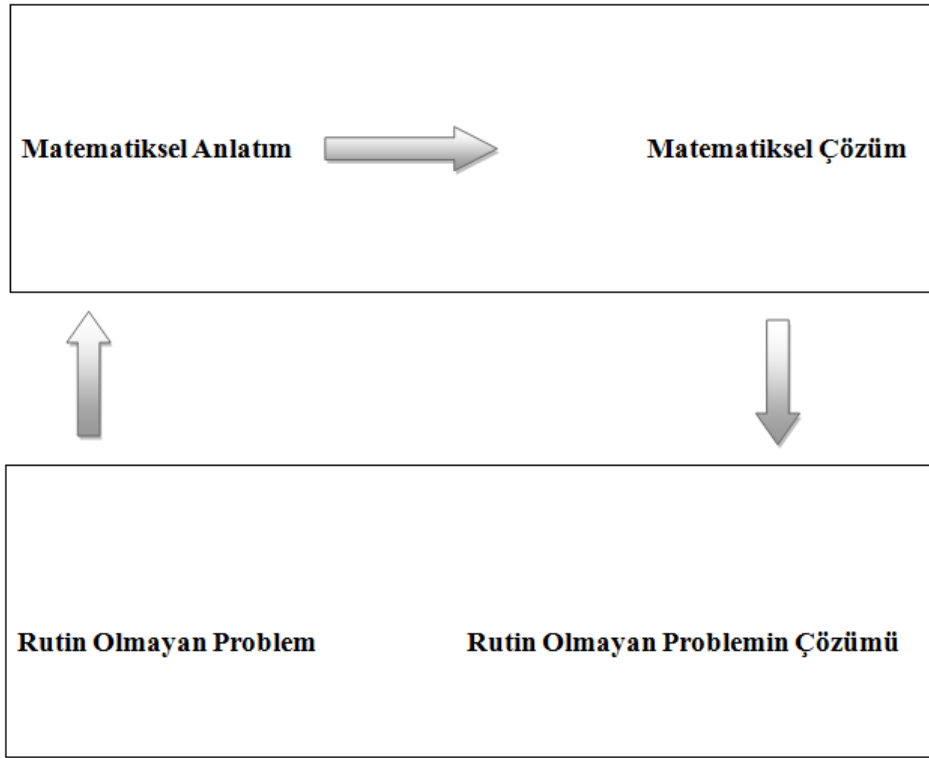 Matematiksel Anlatım
Matematiksel Çözüm
Rutin Olmayan Problem
Rutin Olmayan Problemin Çözümü